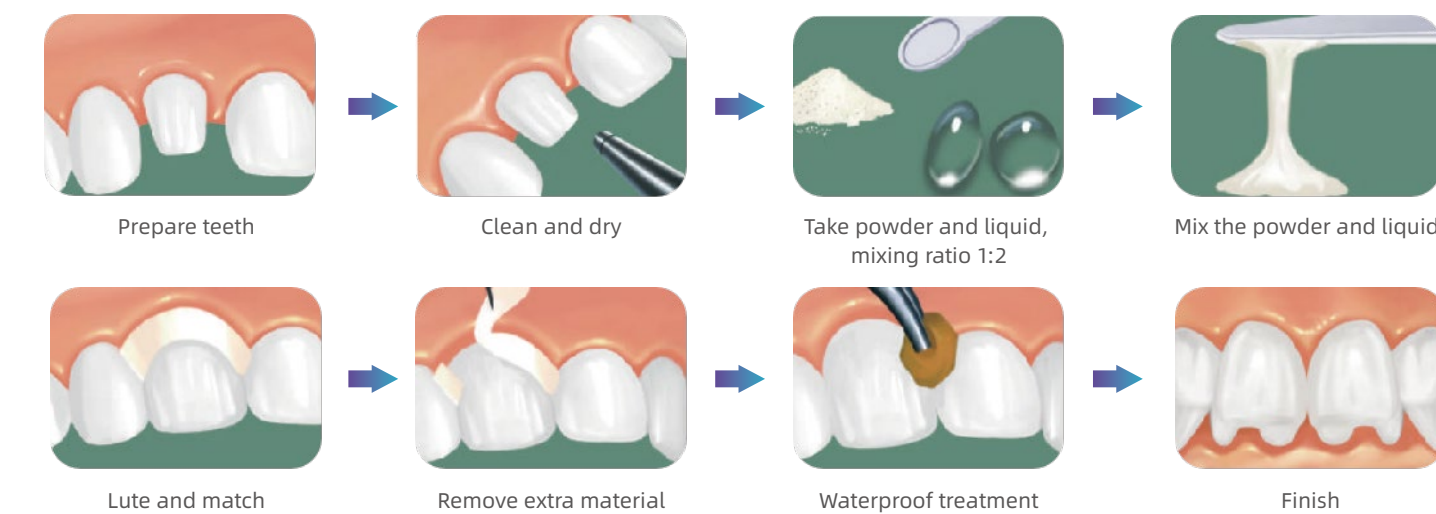 Prepare teeth
Clean and dry
Take powder and liquid,
mixing ratio 1:2
Mix the powder and liquid
Lute and match
Remove extra material
Waterproof treatment
Finish